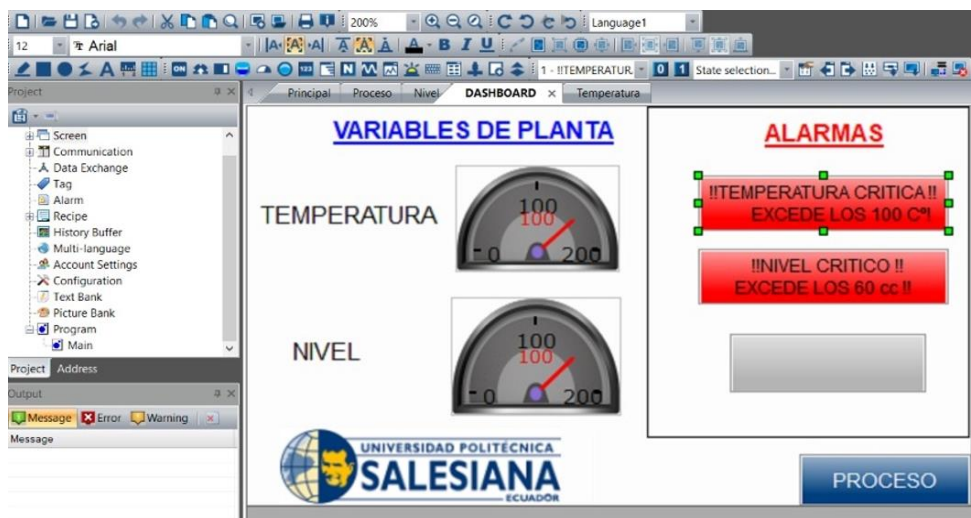 200%
Language1
12
Arial
1 - !!TEMPERATUR.
0
1
State selection...
Project
Principal
Proceso
Nivel
DASHBOARD
Temperatura
Screen
Communication
Data Exchange
Tag
Alarm
Recipe
History Buffer
Multi-language
Account Settings
Configuration
Text Bank
Picture Bank
Program
Main
Project
Address
Output
Message
Error
Warning
Message
VARIABLES DE PLANTA
TEMPERATURA
100
100
0
200
NIVEL
100
100
0
200
UNIVERSIDAD POLITÉCNICA
SALESIANA
ECUADOR
ALARMAS
!!TEMPERATURA CRITICA!!
EXCEDE LOS 100 Cº!
!!NIVEL CRITICO !!
EXCEDE LOS 60 cc !!
PROCESO